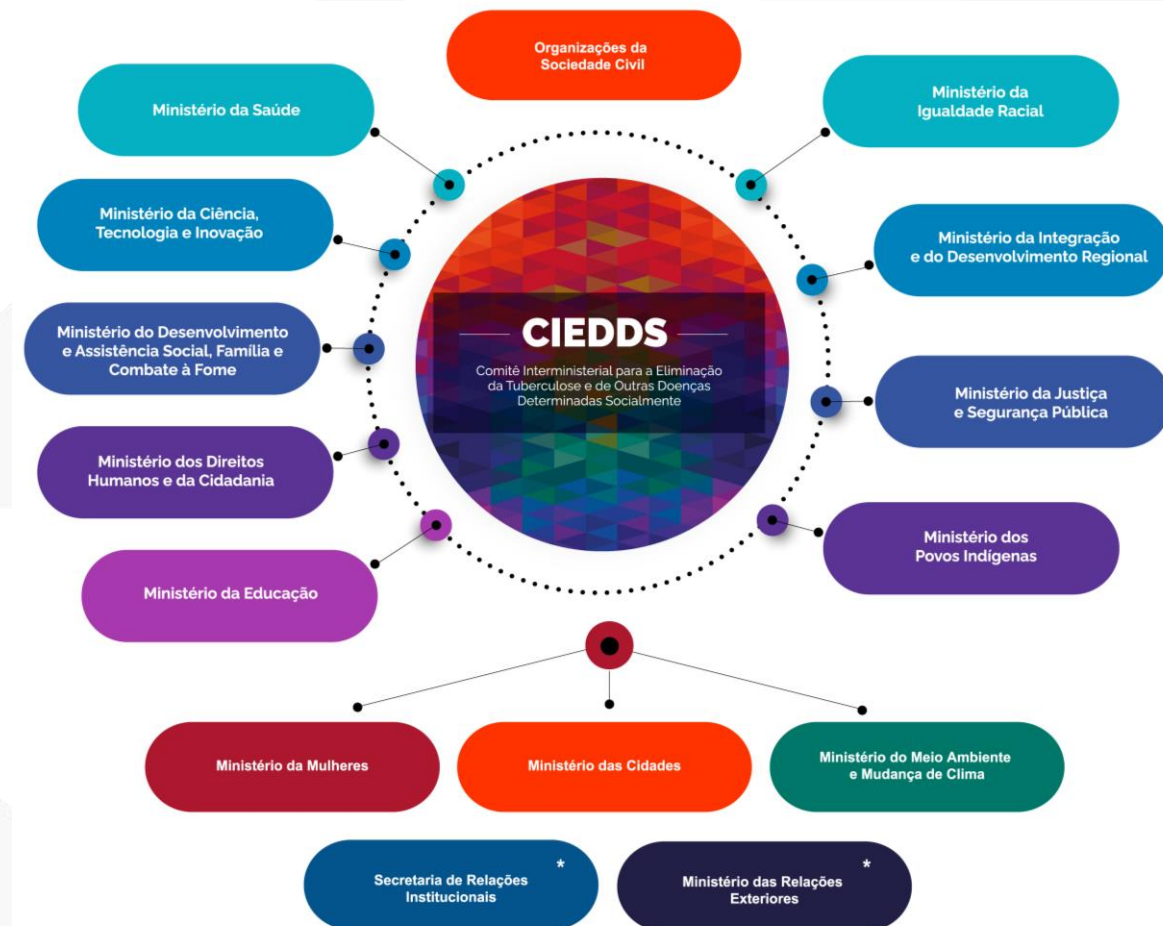 Organizações da
Sociedade Civil
Ministério da Saúde
Ministério da
Igualdade Racial
Ministério da Ciência,
Tecnologia e Inovação
Ministério da Integração
e do Desenvolvimento Regional
Ministério do Desenvolvimento
e Assistência Social, Família e
Combate à Fome
CIEDDS
Comitê Interministerial para a Eliminação
da Tuberculose e de Outras Doenças
Determinadas Socialmente
Ministério da Justiça
e Segurança Pública
Ministério dos Direitos
Humanos e da Cidadania
Ministério dos
Povos Indígenas
Ministério da Educação
Ministério da Mulheres
Ministério das Cidades
Ministério do Meio Ambiente
e Mudança de Clima
Secretaria de Relações
Institucionais
*
Ministério das Relações
Exteriores
*